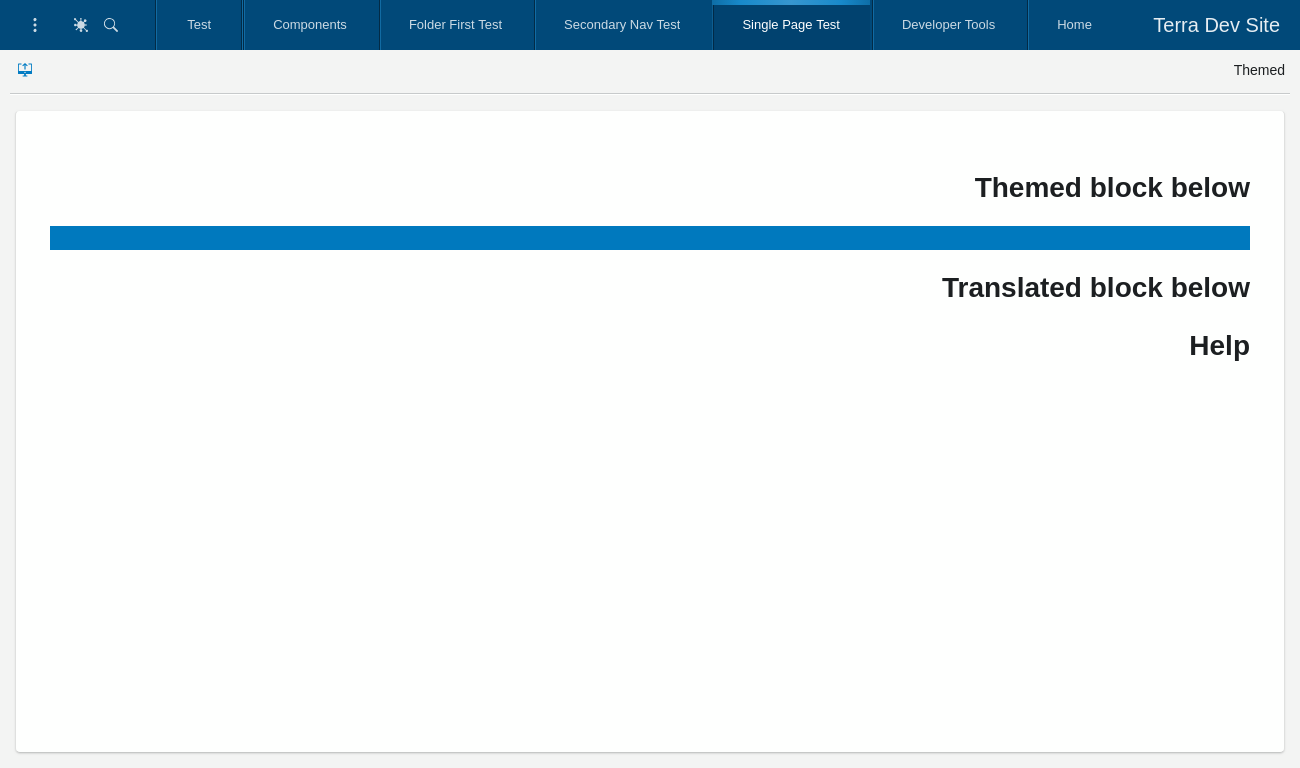 Test
Components
Folder First Test
Secondary Nav Test
Single Page Test
Developer Tools
Home
Terra Dev Site
Themed
Themed block below
Translated block below
Help